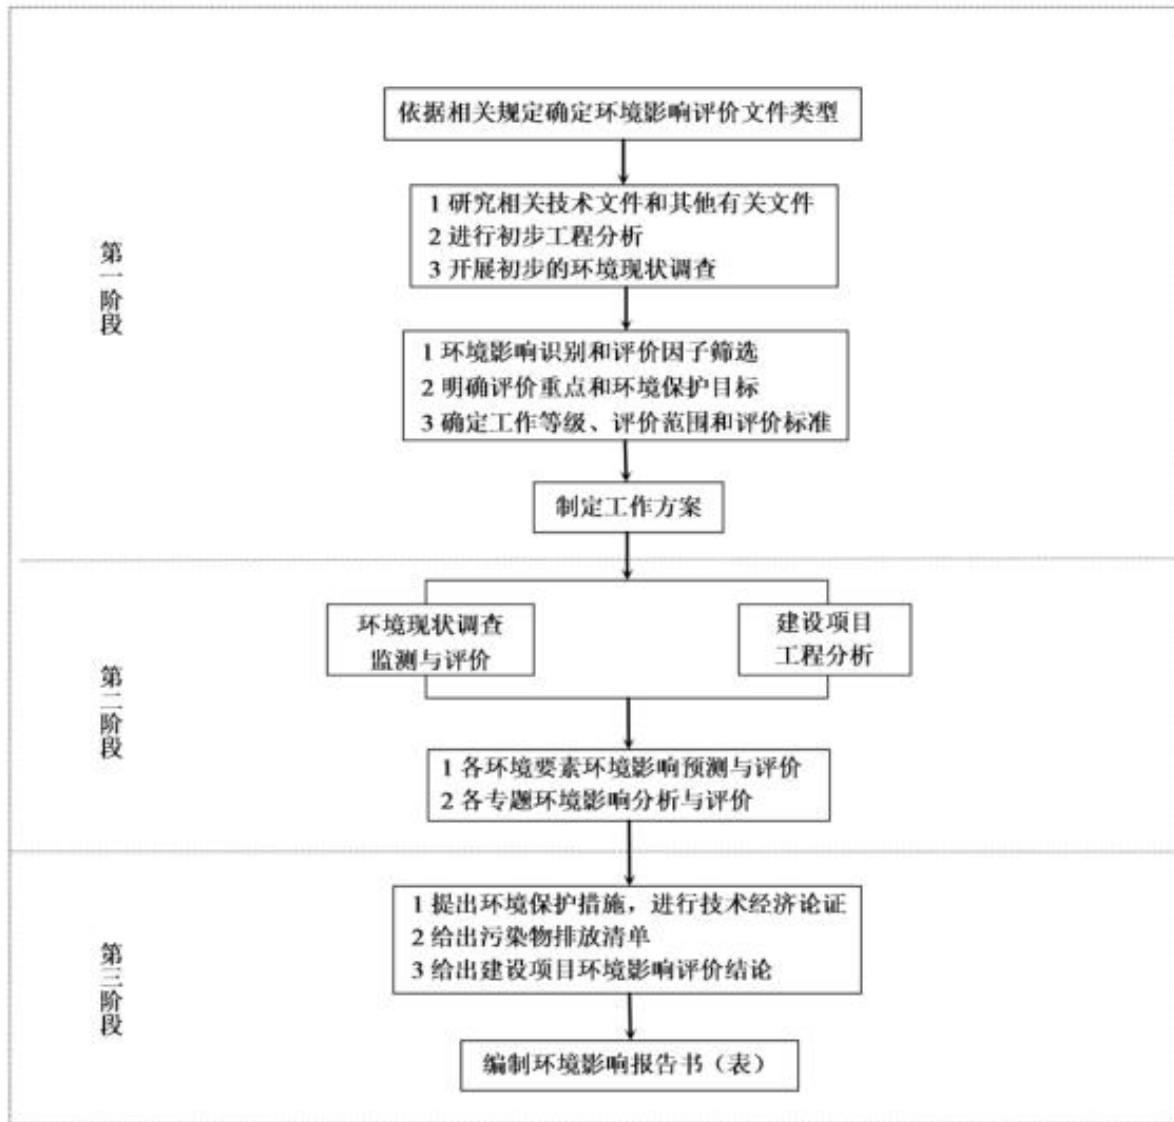 依据相关规定确定环境影响评价文件类型
1 研究相关技术文件和其他有关文件
2 进行初步工程分析
3 开展初步的环境现状调查
第一阶段
1 环境影响识别和评价因子筛选
2 明确评价重点和环境保护目标
3 确定工作等级、评价范围和评价标准
制定工作方案
环境现状调查
监测与评价
建设项目
工程分析
第二阶段
1 各环境要素环境影响预测与评价
2 各专题环境影响分析与评价
1 提出环境保护措施，进行技术经济论证
2 给出污染物排放清单
3 给出建设项目环境影响评价结论
第三阶段
编制环境影响报告书（表）